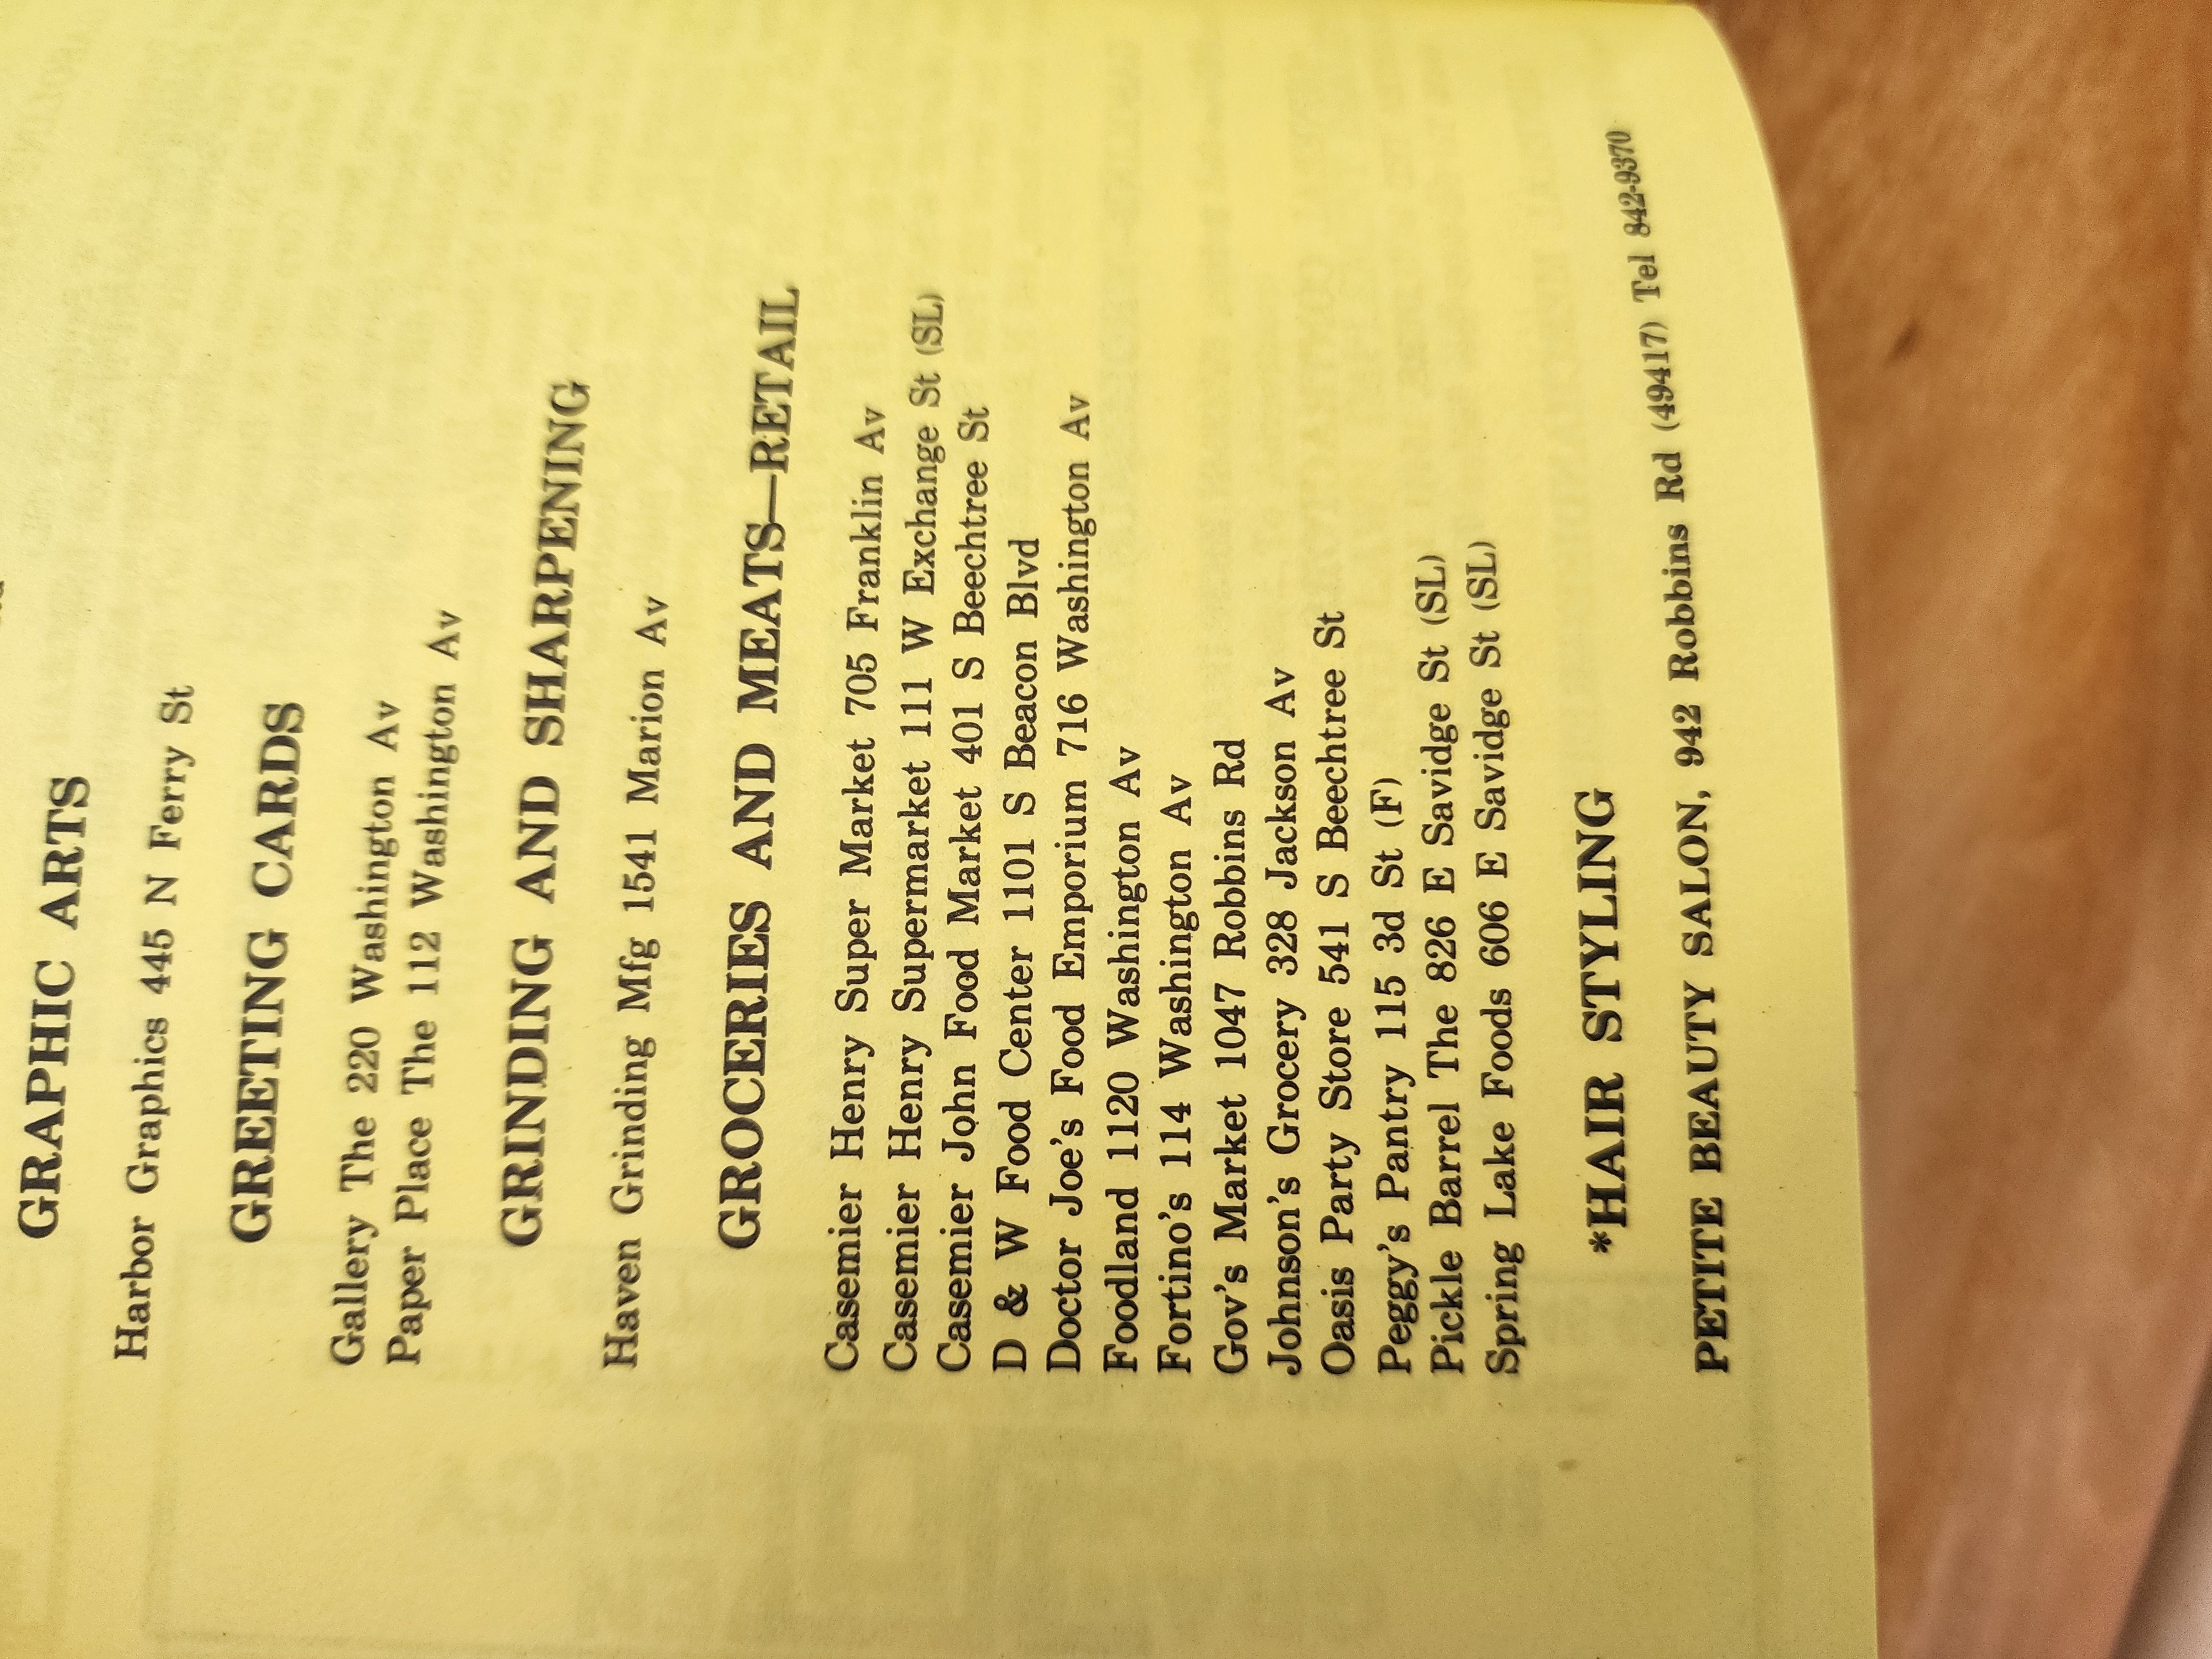 GRAPHIC ARTS
Harbor Graphics 445 N Ferry St
GREETING CARDS
Gallery The 220 Washington Av
Paper Place The 112 Washington Av
GRINDING AND SHARPENING
Haven Grinding Mfg 1541 Marion Av
GROCERIES AND MEATS—RETAIL
Casemier Henry Super Market 705 Franklin Av
Casemier Henry Supermarket 111 W Exchange St (SL)
Casemier John Food Market 401 S Beechtree St
D & W Food Center 1101 S Beacon Blvd
Doctor Joe's Food Emporium 716 Washington Av
Foodland 1120 Washington Av
Fortino's 114 Washington Av
Gov's Market 1047 Robbins Rd
Johnson's Grocery 328 Jackson Av
Oasis Party Store 541 S Beechtree St
Peggy's Pantry 115 3d St (F)
Pickle Barrel The 826 E Savidge St (SL)
Spring Lake Foods 606 E Savidge St (SL)
*HAIR STYLING
PETITE BEAUTY SALON, 942 Robbins Rd (49417) Tel 842-9370